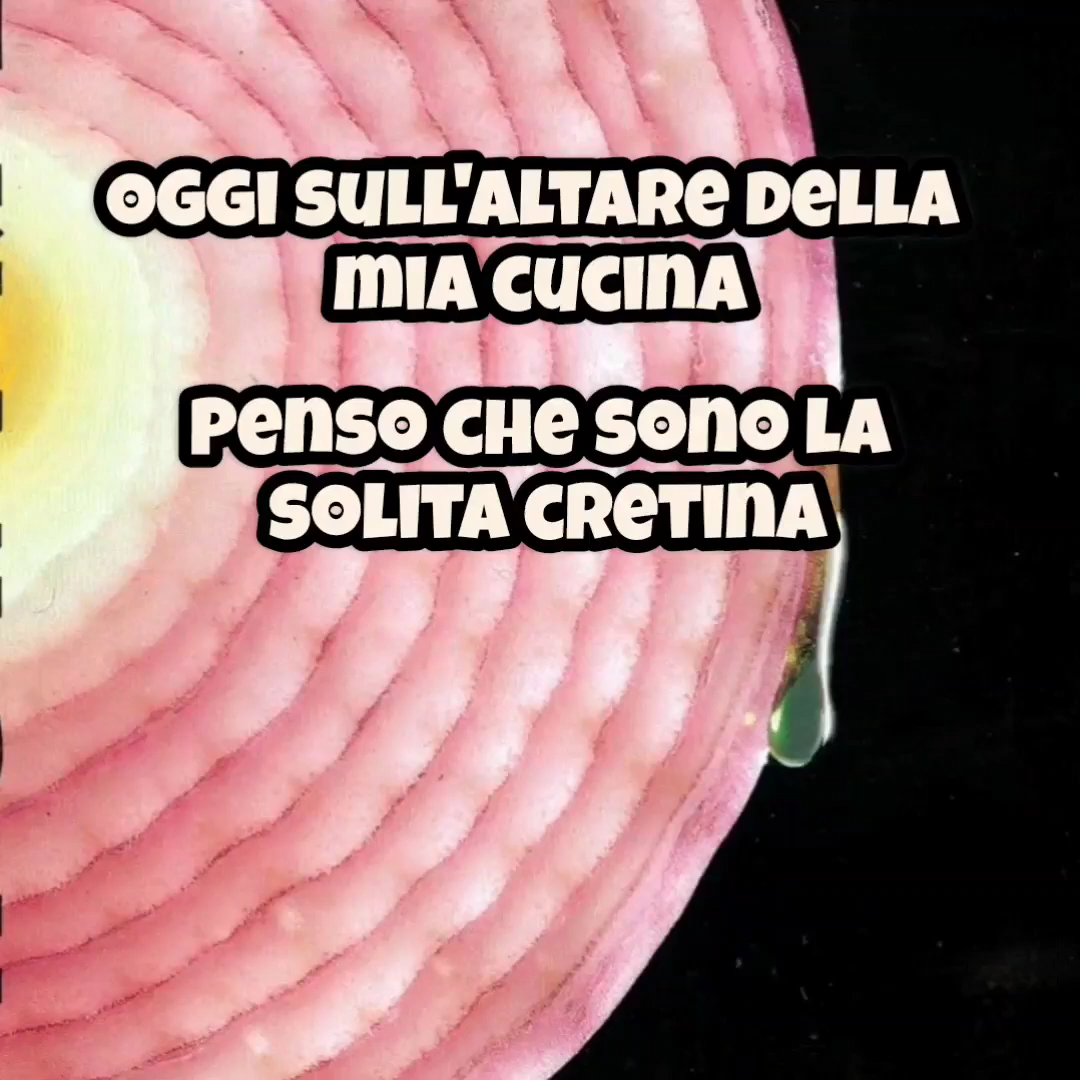 OGGI SULL'ALTARE DELLA
MIA CUCINA
PENSO CHE SONO LA
SOLITA CRETINA